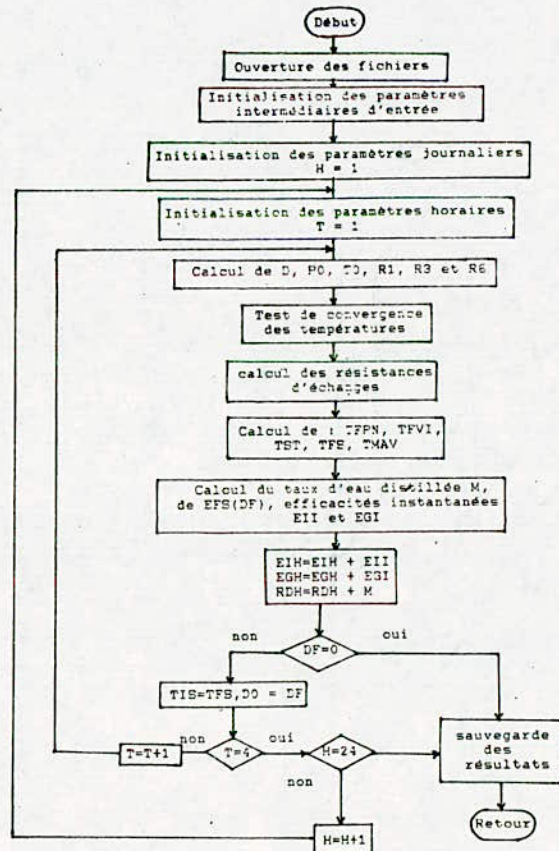 Début
Ouverture des fichiers
Initialisation des paramètres
intermédiaires d'entrée
Initialisation des paramètres journaliers
H = 1
Initialisation des paramètres horaires
T = 1
Calcul de D, P0, T0, R1, R3 et R6
Test de convergence
des températures
calcul des résistances
d'échanges
Calcul de : TFPN, TFVI,
TST, TFE, TMAV
Calcul du taux d'eau distillée M,
de EFS(DF), efficacités instantanées
EII et EGI
EIH=EIH + EII
EGH=EGH + EGI
RDH=RDH + M
non
DF=0
oui
TIS=TFS,D0 = DF
T=T+1
non
T=4
oui
H=24
non
sauvegarde
des
résultats
H=H+1
Retour